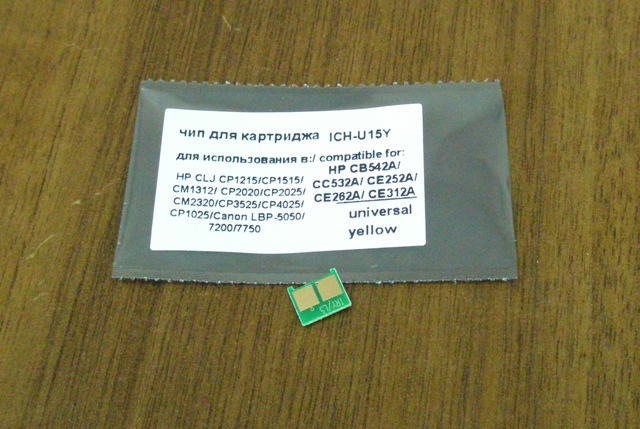 чип для картриджа ICH-U15Y
для использования в:/ compatible for:
HP CLJ CP1215/CP1515/
CM1312/ CP2020/CP2025/
CM2320/CP3525/CP4025/
CP1025/Canon LBP-5050/
7200/7750
HP CB542A/
CC532A/ CE252A/
CE262A/ CE312A
universal
yellow